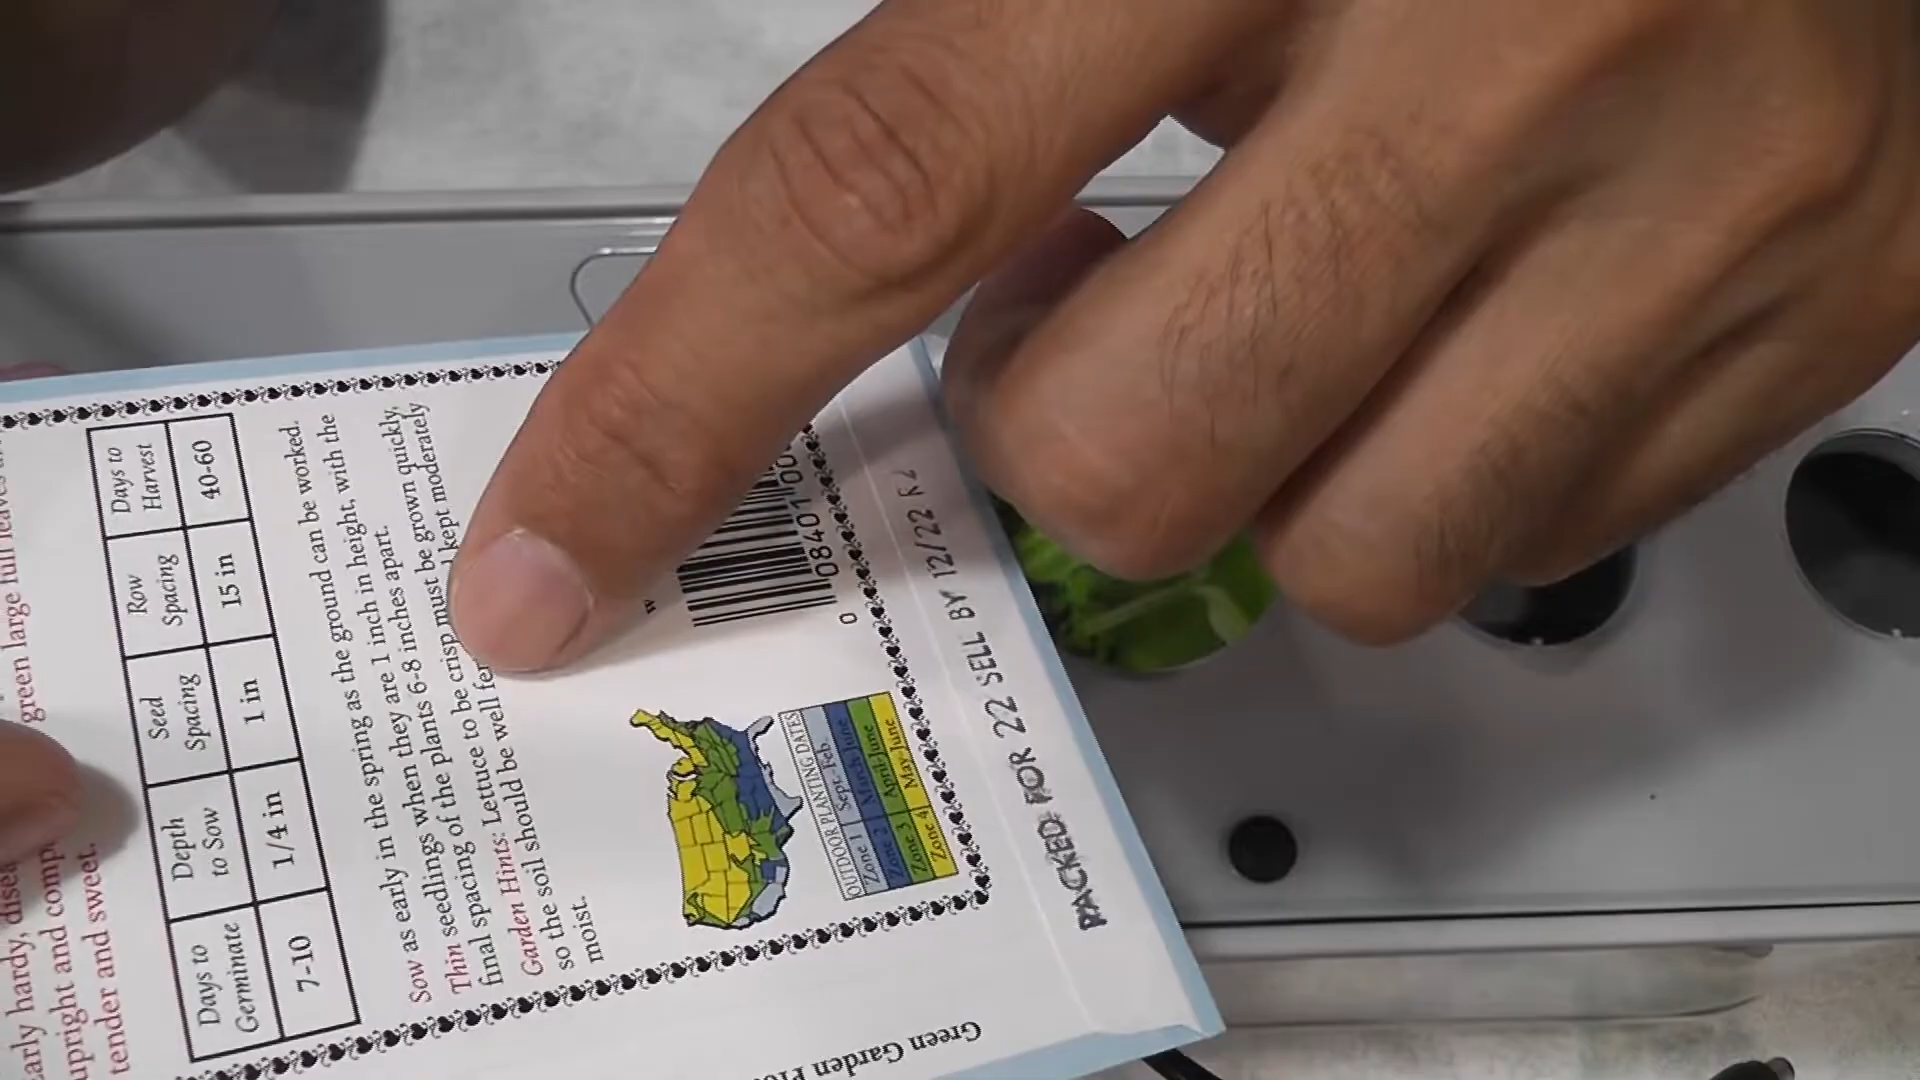 green large full leaves
early hardy,
upright and
tender and sweet.
Days to Germinate
Depth to Sow
Seed Spacing
Row Spacing
Days to Harvest
7-10
1/4 in
1 in
15 in
40-60
Sow as early in the spring as the ground can be worked.
Thin seedlings when they are 1 inch in height, with the
final spacing of the plants 6-8 inches apart.
Garden Hints: Lettuce to be crisp must be grown quickly,
so the soil should be well kept moderately
moist.
OUTDOOR PLANTING DATES
Zone 1 Sept.-Feb.
Zone 2 March-June
Zone 3 April-June
Zone 4 May-June
0 08401 00
PACKED FOR 22 SELL BY 12/22
Green Garden